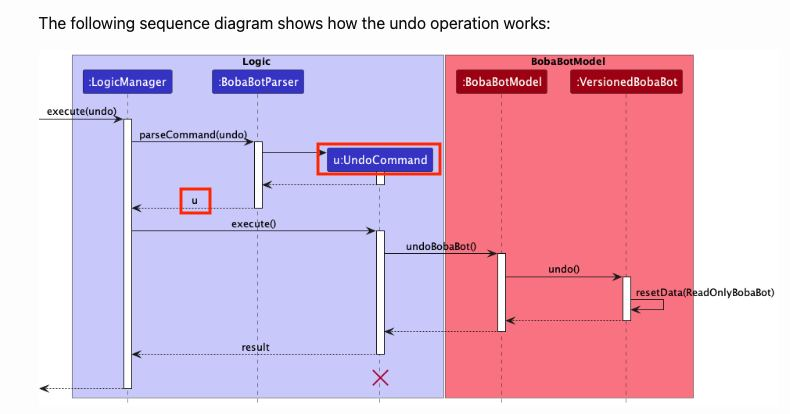 The following sequence diagram shows how the undo operation works:
Logic
BobaBotModel
:LogicManager
:BobaBotParser
:BobaBotModel
:VersionedBobaBot
execute(undo)
parseCommand(undo)
u:UndoCommand
u
execute()
undoBobaBot()
undo()
resetData(ReadOnlyBobaBot)
result